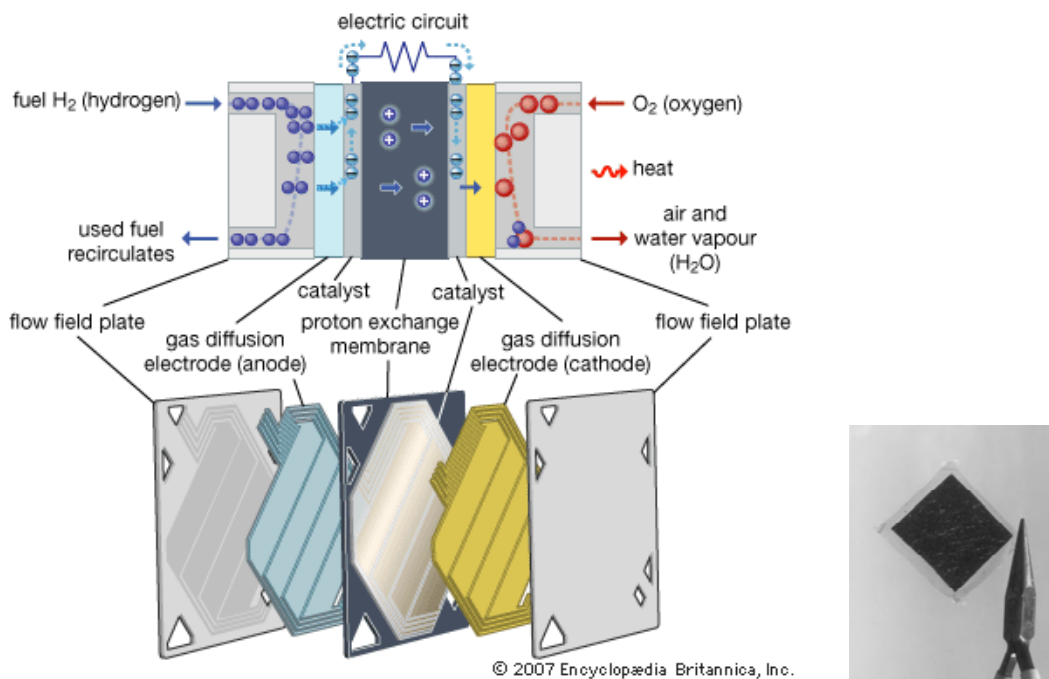 electric circuit
fuel H₂ (hydrogen)
O₂ (oxygen)
heat
used fuel
recirculates
air and
water vapour
(H₂O)
catalyst
catalyst
flow field plate
gas diffusion
electrode (anode)
proton exchange
membrane
gas diffusion
electrode (cathode)
flow field plate
© 2007 Encyclopædia Britannica, Inc.